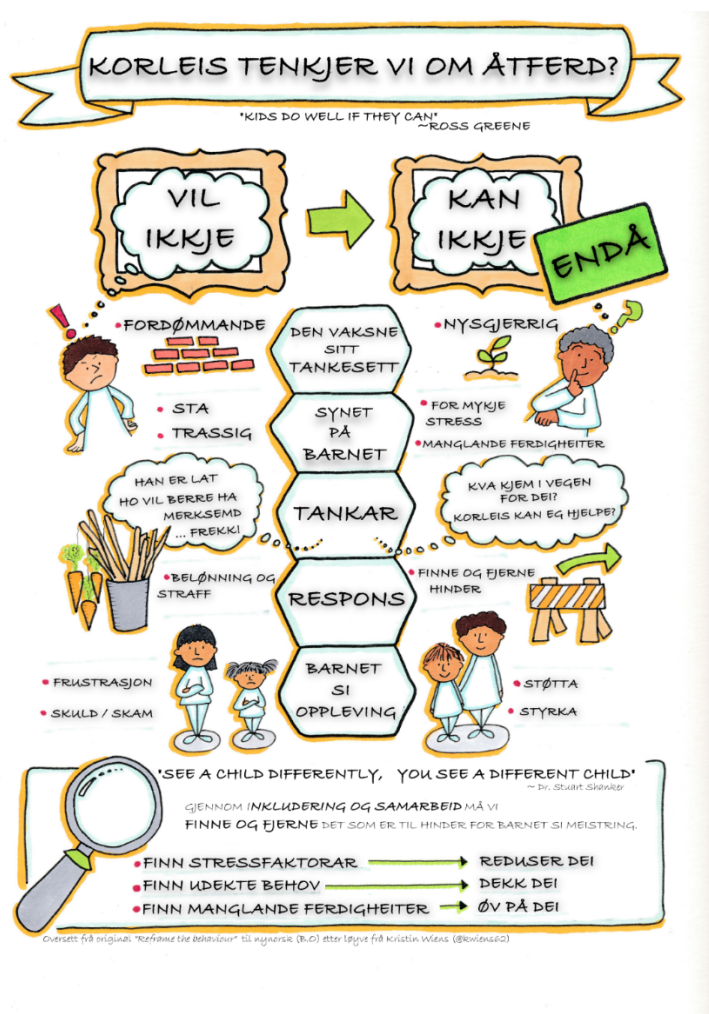 KORLEIS TENKJER VI OM ÅTFERD?
"KIDS DO WELL IF THEY CAN"
~ROSS GREENE
VIL
IKKJE
KAN
IKKJE
ENDÅ
!
?
•FORDØMMANDE
DEN VAKSNE
SITT
TANKESETT
•NYSGJERRIG
• STA
• TRASSIG
SYNET
PÅ
BARNET
• FOR MYKJE
STRESS
•MANGLANDE FERDIGHEITER
HAN ER LAT
HO VIL BERRE HA
MERKSEMD
... FREKK!
TANKAR
KVA KJEM I VEGEN
FOR DEI?
KORLEIS KAN EG HJELPE?
•BELØNNING OG
STRAFF
RESPONS
• FINNE OG FJERNE
HINDER
• FRUSTRASJON
• SKULD / SKAM
BARNET
SI
OPPLEVING
• STØTTA
• STYRKA
"SEE A CHILD DIFFERENTLY, YOU SEE A DIFFERENT CHILD"
~ Dr. Stuart Shanker
GJENNOM INKLUDERING OG SAMARBEID MÅ VI
FINNE OG FJERNE DET SOM ER TIL HINDER FOR BARNET SI MEISTRING.
•FINN STRESSFAKTORAR → REDUSER DEI
•FINN UDEKTE BEHOV → DEKK DEI
•FINN MANGLANDE FERDIGHEITER → ØV PÅ DEI
Oversett frå original "Reframe the behaviour" til nynorsk (B.O) etter løyve frå Kristin Wiens (@kwiens62)